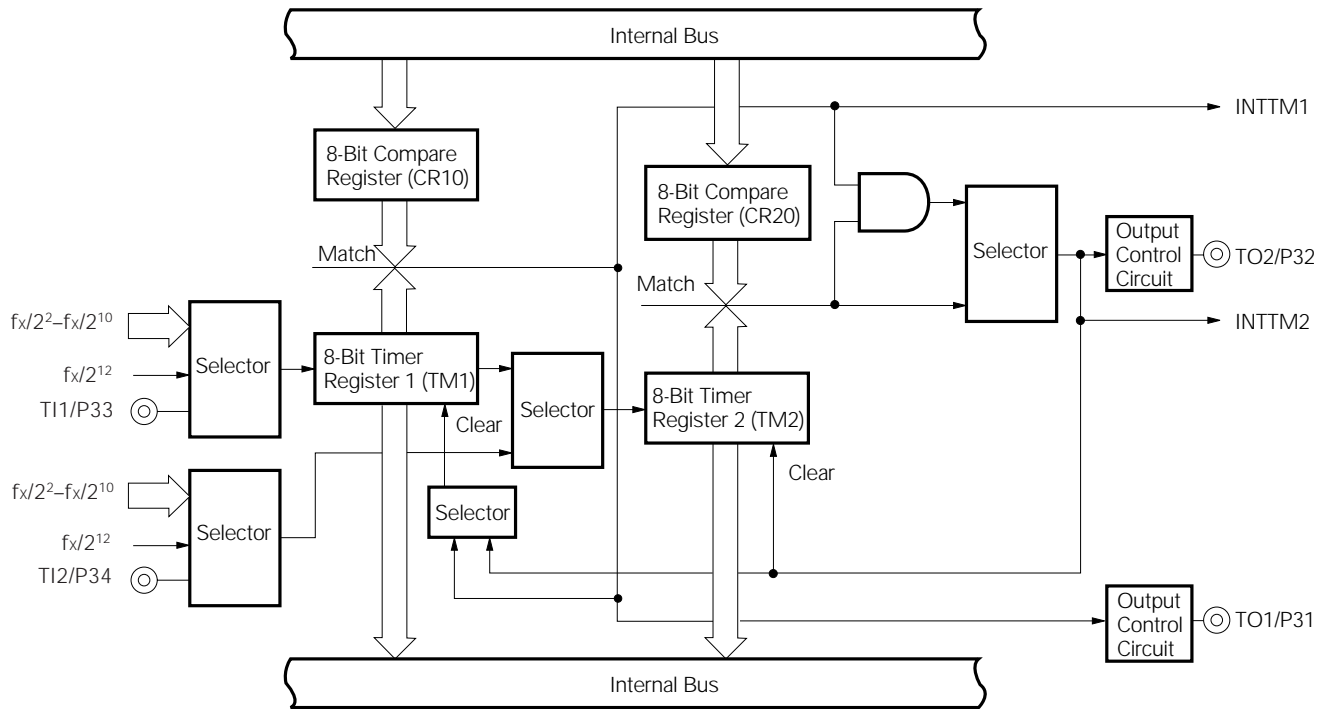 Internal Bus
INTTM1
8-Bit Compare
Register (CR10)
8-Bit Compare
Register (CR20)
Selector
Output
Control
Circuit
TO2/P32
Match
Match
INTTM2
fx/2²–fx/2¹⁰
fx/2¹²
TI1/P33
Selector
8-Bit Timer
Register 1 (TM1)
Selector
8-Bit Timer
Register 2 (TM2)
Clear
Clear
fx/2²–fx/2¹⁰
fx/2¹²
TI2/P34
Selector
Selector
Output
Control
Circuit
TO1/P31
Internal Bus